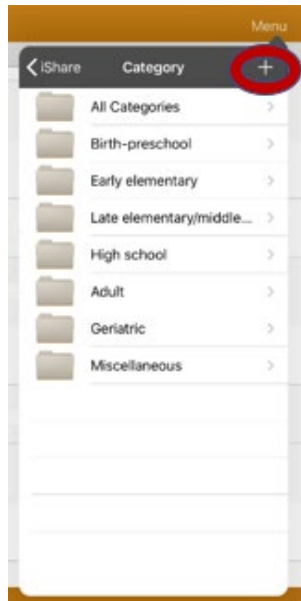 Menu
iShare Category +
All Categories
Birth-preschool
Early elementary
Late elementary/middle...
High school
Adult
Geriatric
Miscellaneous